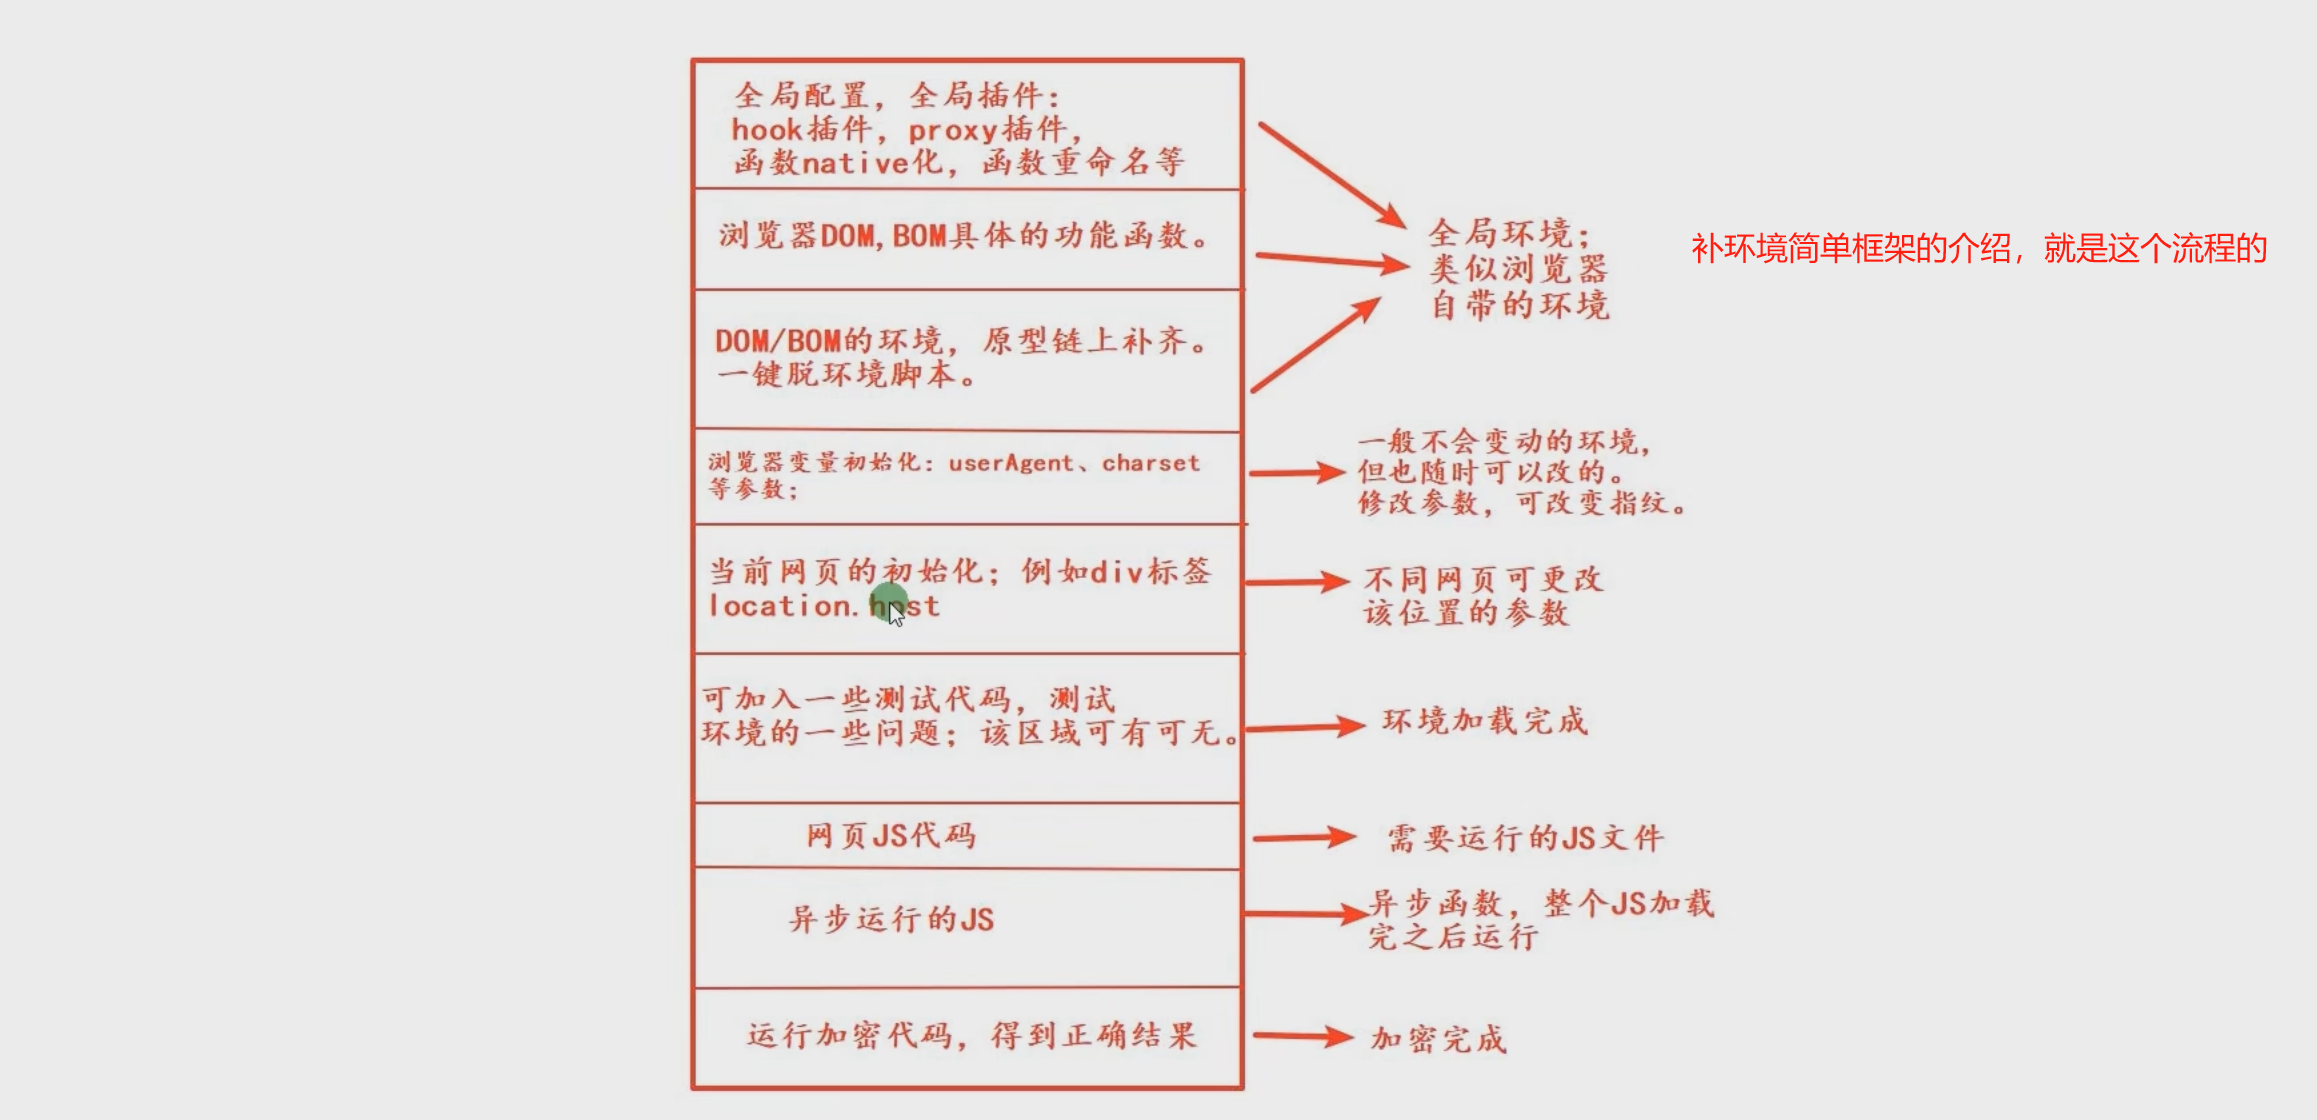 全局配置，全局插件：
hook插件，proxy插件，
函数native化，函数重命名等
浏览器DOM,BOM具体的功能函数。
DOM/BOM的环境，原型链上补齐。
一键脱环境脚本。
全局环境；
类似浏览器
自带的环境
补环境简单框架的介绍，就是这个流程的
浏览器变量初始化：userAgent、charset
等参数；
一般不会变动的环境，
但也随时可以改的。
修改参数，可改变指纹。
当前网页的初始化；例如div标签
location.host
不同网页可更改
该位置的参数
可加入一些测试代码，测试
环境的一些问题；该区域可有可无。
环境加载完成
网页JS代码
需要运行的JS文件
异步运行的JS
异步函数，整个JS加载
完之后运行
运行加密代码，得到正确结果
加密完成